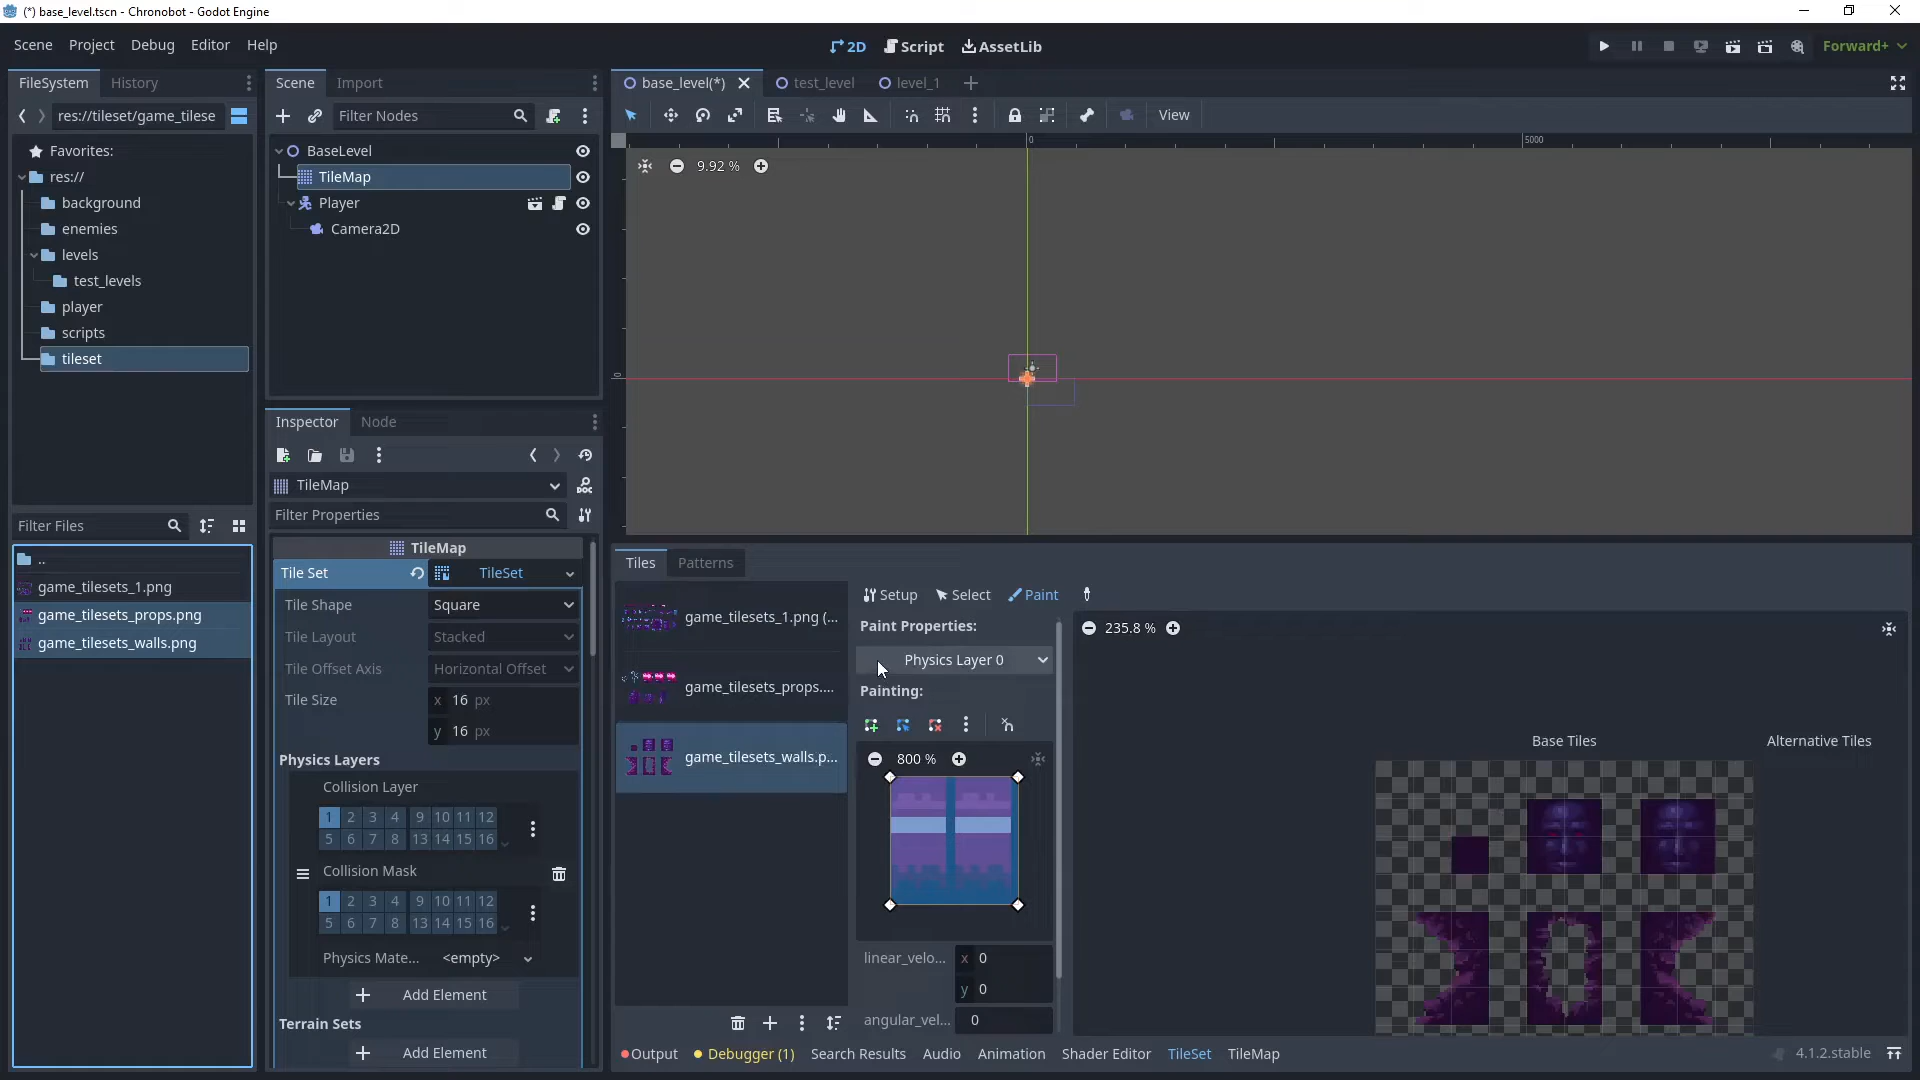 (*) base_level.tscn - Chronobot - Godot Engine
Scene Project Debug Editor Help
2D Script AssetLib
Forward+
FileSystem History
res://tileset/game_tilese
Favorites:
res://
background
enemies
levels
test_levels
player
scripts
tileset
Filter Files
..
game_tilesets_1.png
game_tilesets_props.png
game_tilesets_walls.png
Scene Import
Filter Nodes
BaseLevel
TileMap
Player
Camera2D
Inspector Node
TileMap
Filter Properties
TileMap
Tile Set TileSet
Tile Shape Square
Tile Layout Stacked
Tile Offset Axis Horizontal Offset
Tile Size x 16 px
y 16 px
Physics Layers
Collision Layer
1 2 3 4 9 10 11 12
5 6 7 8 13 14 15 16
Collision Mask
1 2 3 4 9 10 11 12
5 6 7 8 13 14 15 16
Physics Mate... <empty>
Add Element
Terrain Sets
Add Element
base_level(*) test_level level_1
View
0 5000
9.92 %
0
Tiles Patterns
game_tilesets_1.png (...
game_tilesets_props....
game_tilesets_walls.p...
Setup Select Paint
Paint Properties:
Physics Layer 0
Painting:
800 %
linear_velo... x 0
y 0
angular_vel... 0
235.8 %
Base Tiles Alternative Tiles
Output Debugger (1) Search Results Audio Animation Shader Editor TileSet TileMap
4.1.2.stable